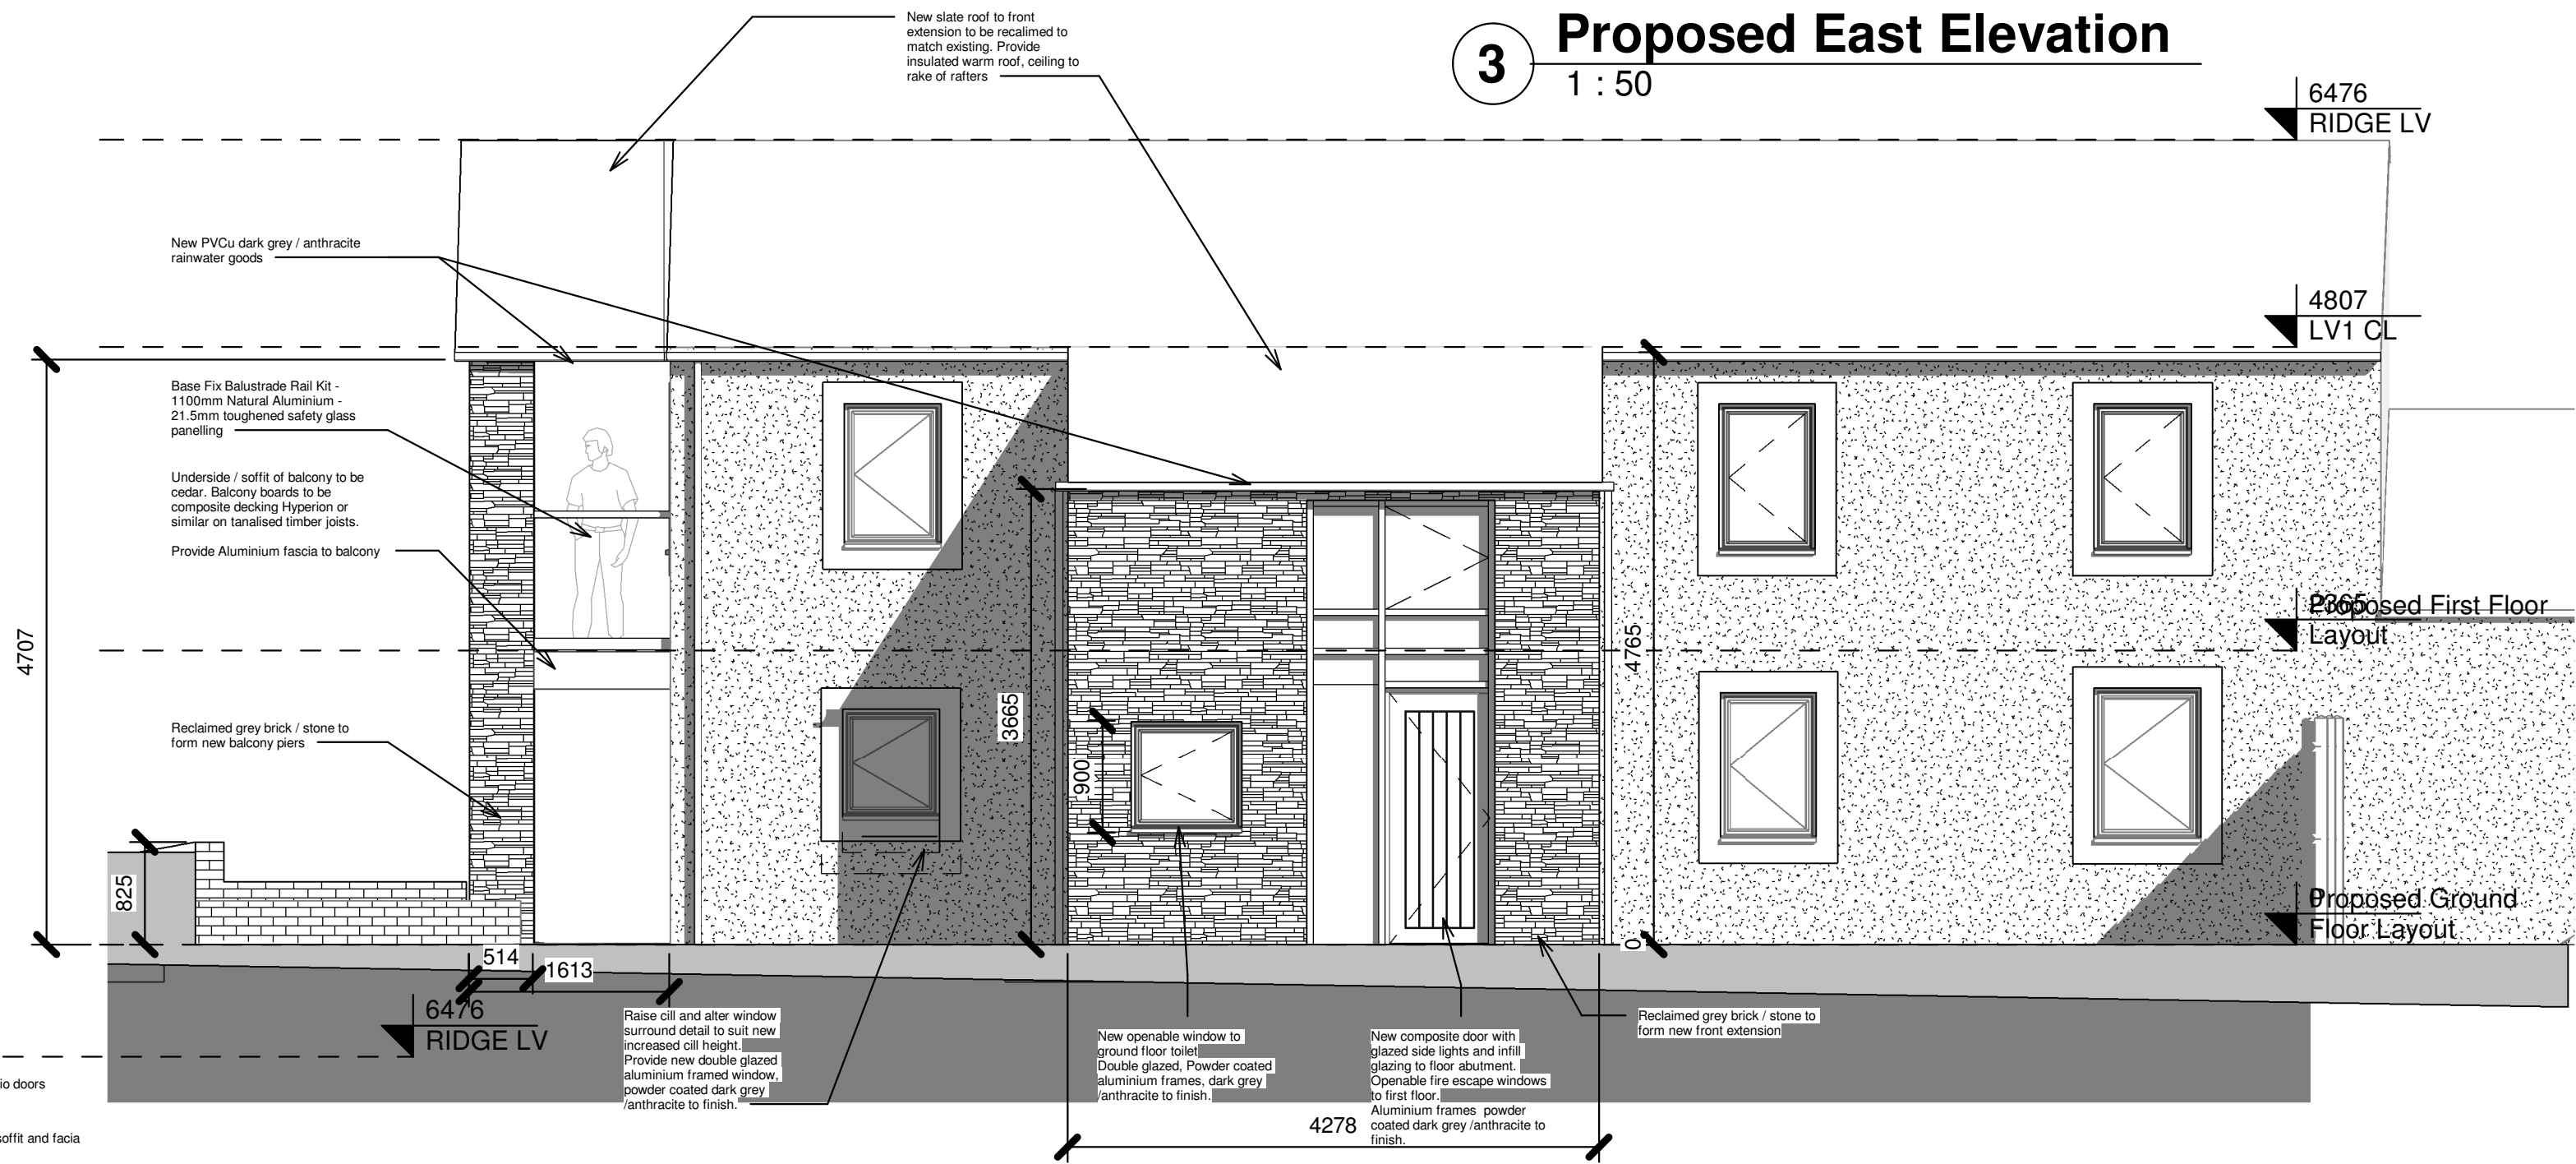 New slate roof to front
extension to be recalimed to
match existing. Provide
insulated warm roof, ceiling to
rake of rafters
3
Proposed East Elevation
1 : 50
6476
RIDGE LV
New PVCu dark grey / anthracite
rainwater goods
4807
LV1 CL
Base Fix Balustrade Rail Kit -
1100mm Natural Aluminium -
21.5mm toughened safety glass
panelling
Underside / soffit of balcony to be
cedar. Balcony boards to be
composite decking Hyperion or
similar on tanalised timber joists.
Provide Aluminium fascia to balcony
2365
Proposed First Floor
Layout
4707
4765
3665
900
Reclaimed grey brick / stone to
form new balcony piers
825
0
Proposed Ground
Floor Layout
0
514
1613
6476
RIDGE LV
Raise cill and alter window
surround detail to suit new
increased cill height.
Provide new double glazed
aluminium framed window,
powder coated dark grey
/anthracite to finish.
New openable window to
ground floor toilet
Double glazed, Powder coated
aluminium frames, dark grey
/anthracite to finish.
New composite door with
glazed side lights and infill
glazing to floor abutment.
Openable fire escape windows
to first floor.
Aluminium frames powder
coated dark grey /anthracite to
finish.
Reclaimed grey brick / stone to
form new front extension
4278
io doors
soffit and facia